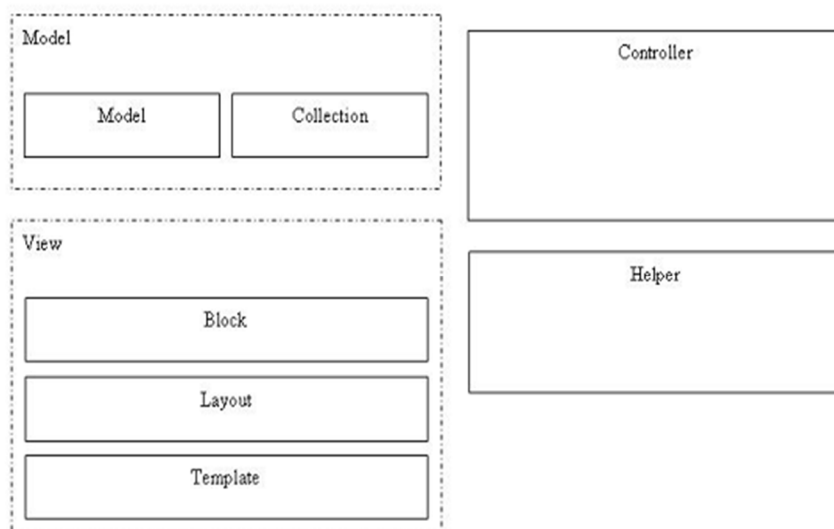 Model
Model
Collection
View
Block
Layout
Template
Controller
Helper